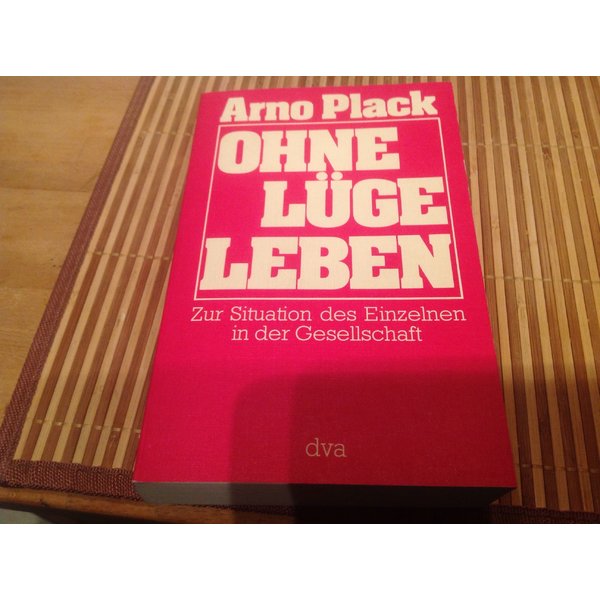 Arno Plack
OHNE
LÜGE
LEBEN
Zur Situation des Einzelnen
in der Gesellschaft
dva